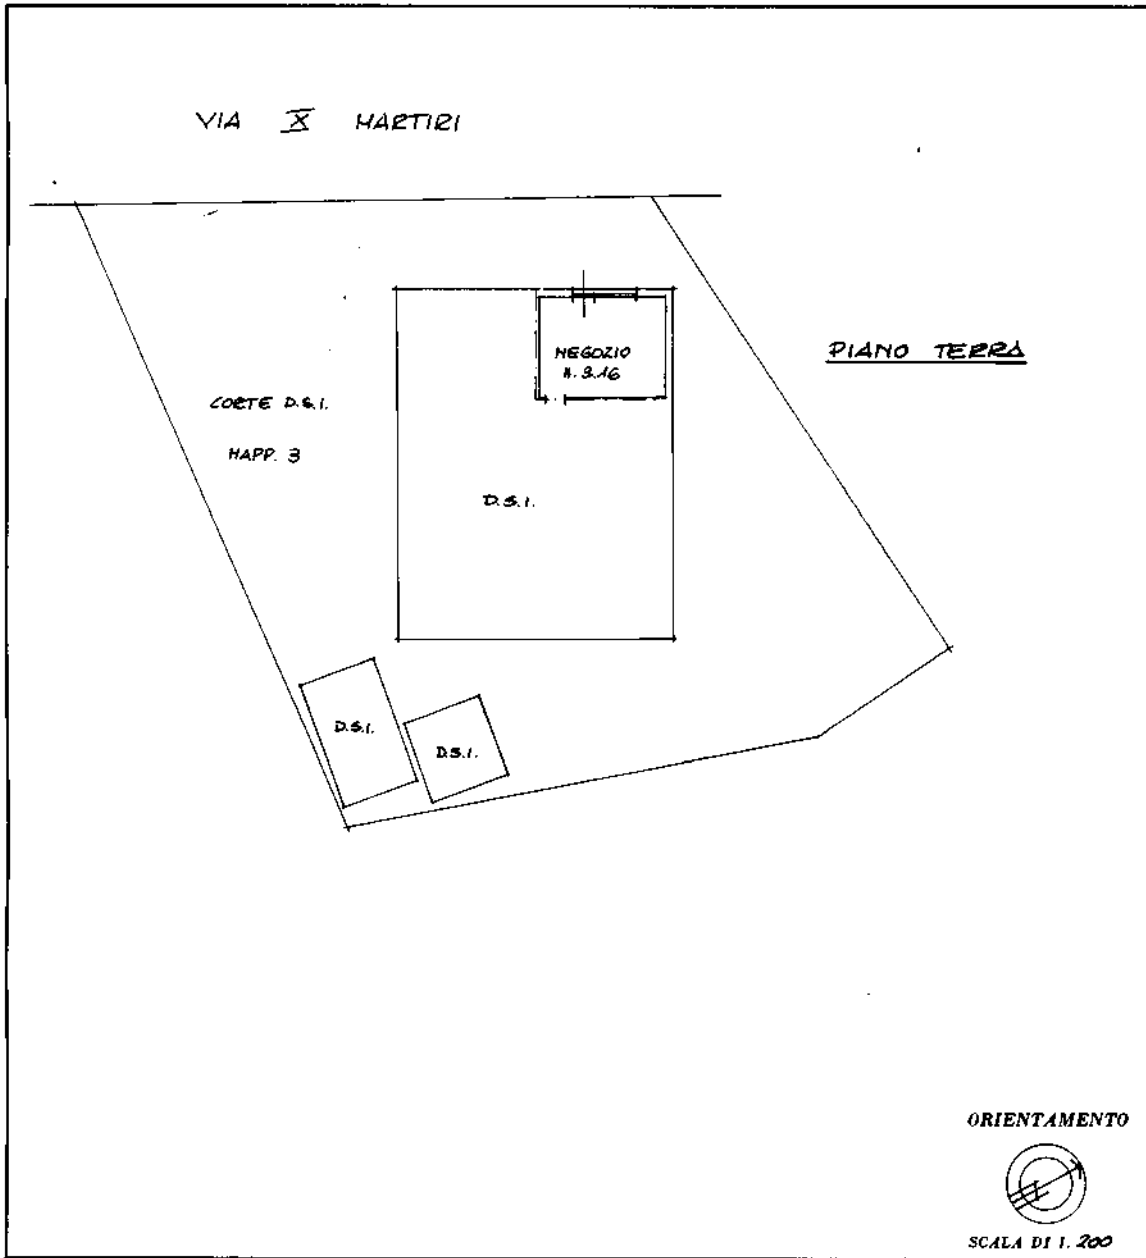 VIA X MARTIRI
PIANO TERRA
NEGOZIO
H. 3.16
CORTE D.S.I.
MAPP. 3
D.S.I.
D.S.I.
D.S.I.
ORIENTAMENTO
SCALA DI 1. 200